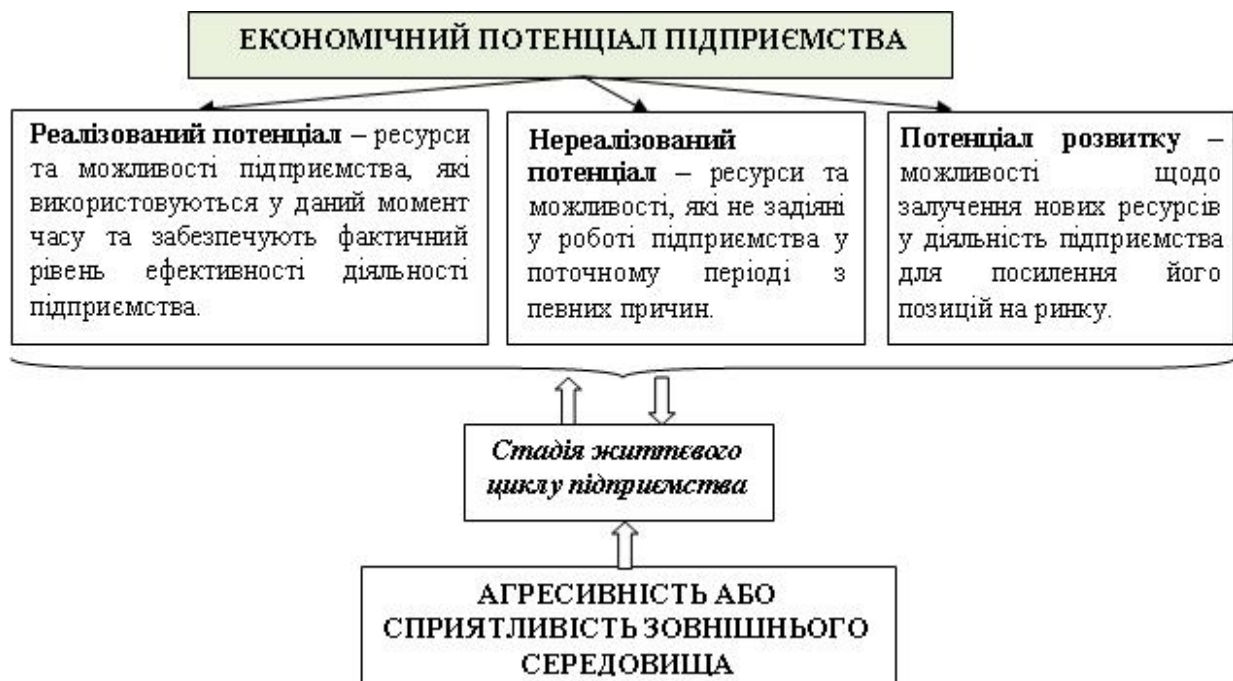 ЕКОНОМІЧНИЙ ПОТЕНЦІАЛ ПІДПРИЄМСТВА
Реалізований потенціал – ресурси
та можливості підприємства, які
використовуються у даний момент
часу та забезпечують фактичний
рівень ефективності діяльності
підприємства.
Нереалізований
потенціал – ресурси та
можливості, які не задіяні
у роботі підприємства у
поточному періоді з
певних причин.
Потенціал розвитку –
можливості щодо
залучення нових ресурсів
у діяльність підприємства
для посилення його
позицій на ринку.
Стадія життєвого
циклу підприємства
АГРЕСИВНІСТЬ АБО
СПРИЯТЛИВІСТЬ ЗОВНІШНЬОГО
СЕРЕДОВИЩА